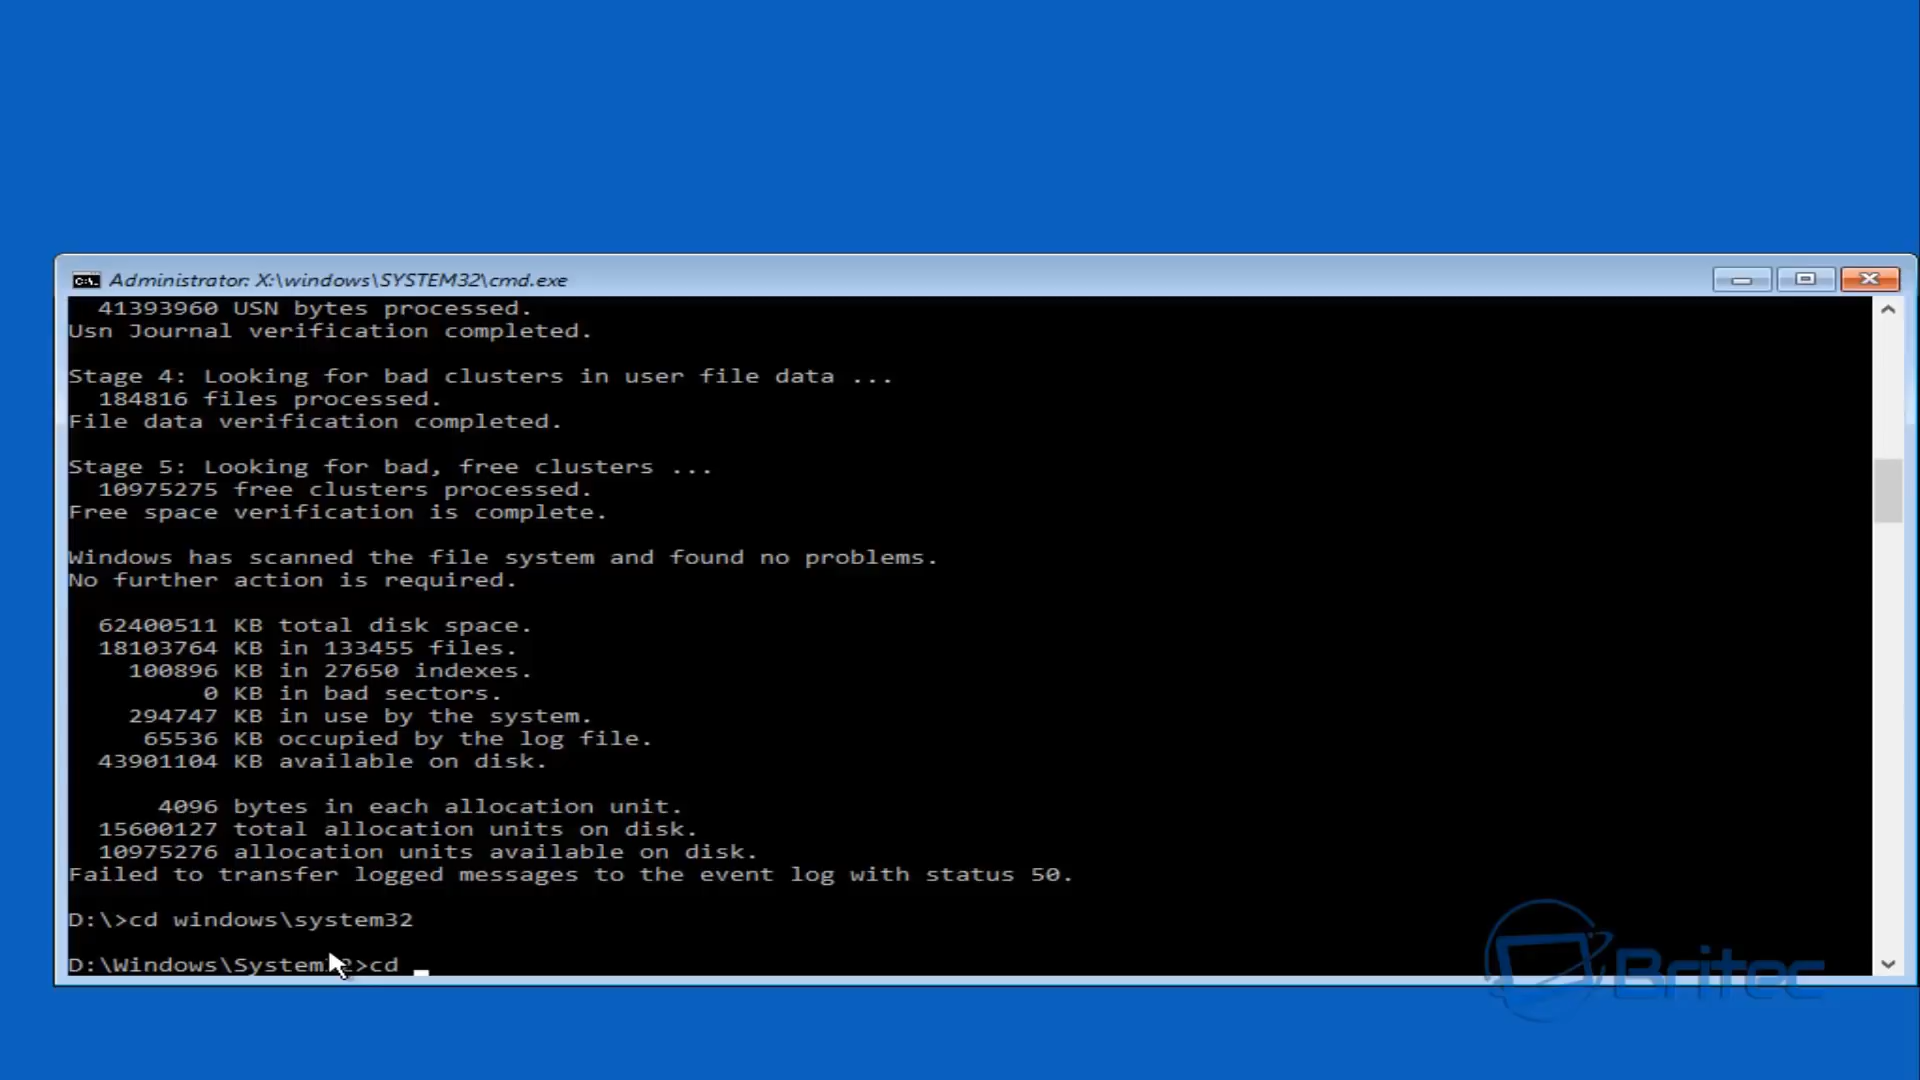 Administrator: X:\windows\SYSTEM32\cmd.exe
41393960 USN bytes processed.
Usn Journal verification completed.
Stage 4: Looking for bad clusters in user file data ...
184816 files processed.
File data verification completed.
Stage 5: Looking for bad, free clusters ...
10975275 free clusters processed.
Free space verification is complete.
Windows has scanned the file system and found no problems.
No further action is required.
62400511 KB total disk space.
18103764 KB in 133455 files.
100896 KB in 27650 indexes.
0 KB in bad sectors.
294747 KB in use by the system.
65536 KB occupied by the log file.
43901104 KB available on disk.
4096 bytes in each allocation unit.
15600127 total allocation units on disk.
10975276 allocation units available on disk.
Failed to transfer logged messages to the event log with status 50.
D:\>cd windows\system32
D:\Windows\System32>cd
Britec